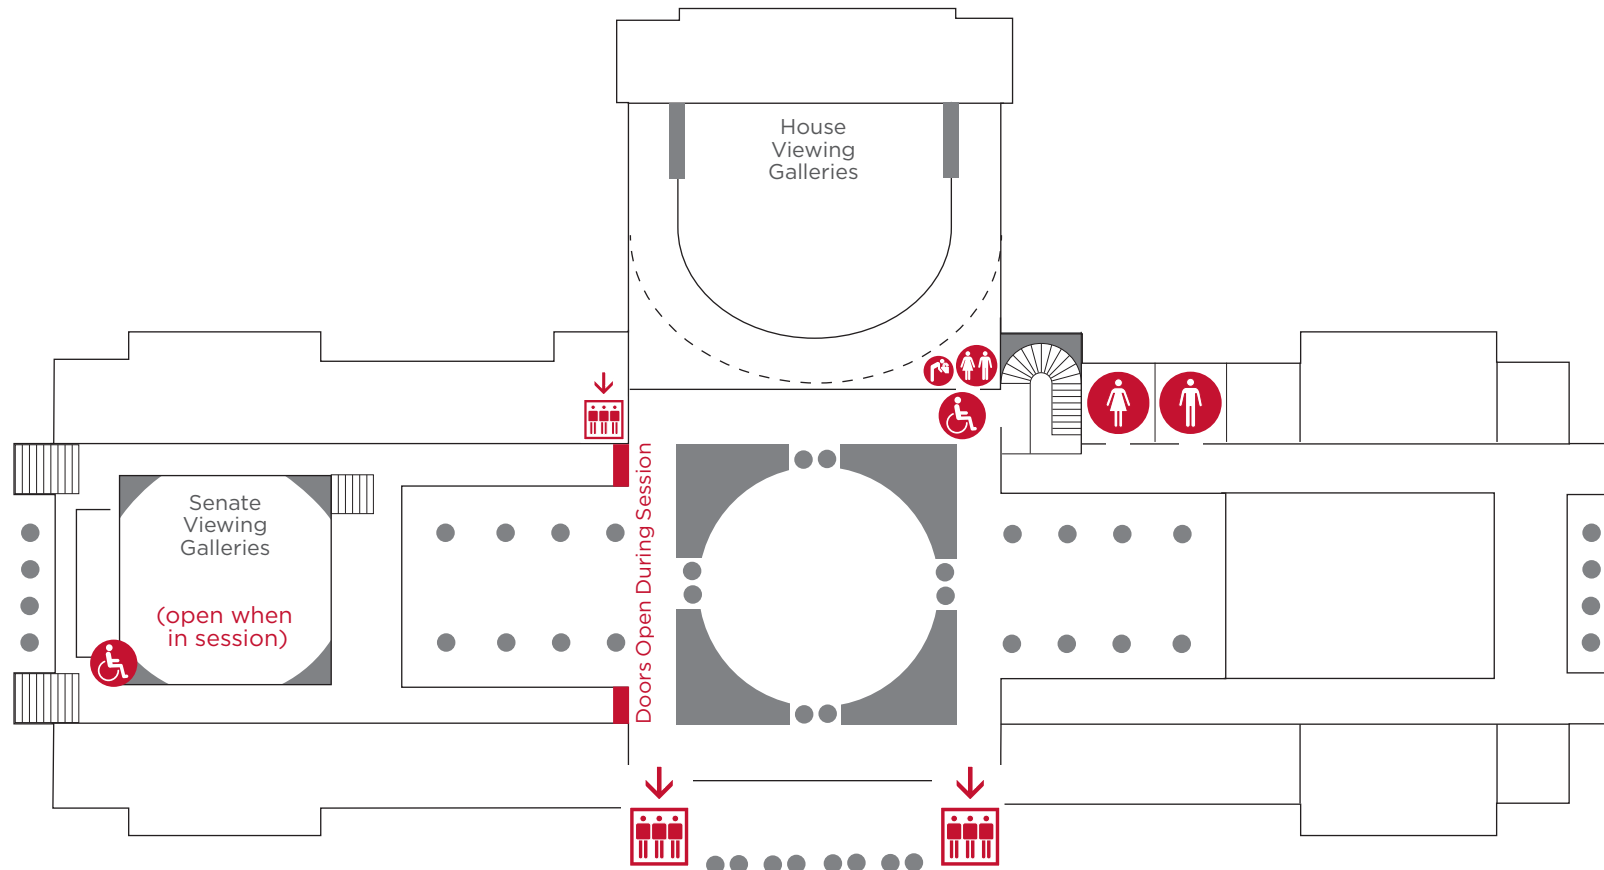 House
Viewing
Galleries
Senate
Viewing
Galleries
(open when
in session)
Doors Open During Session